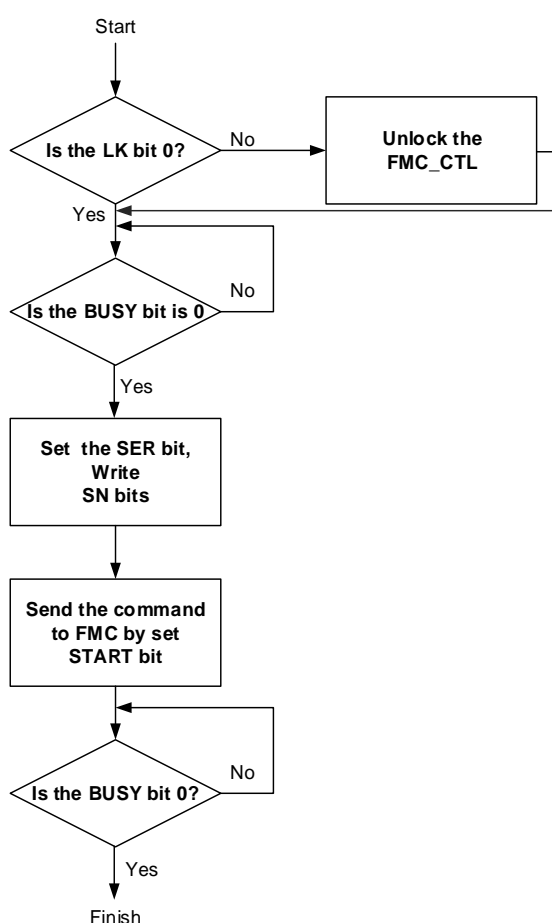 Start
Is the LK bit 0?
No
Unlock the
FMC_CTL
Yes
Is the BUSY bit is 0
No
Yes
Set the SER bit,
Write
SN bits
Send the command
to FMC by set
START bit
Is the BUSY bit 0?
No
Yes
Finish